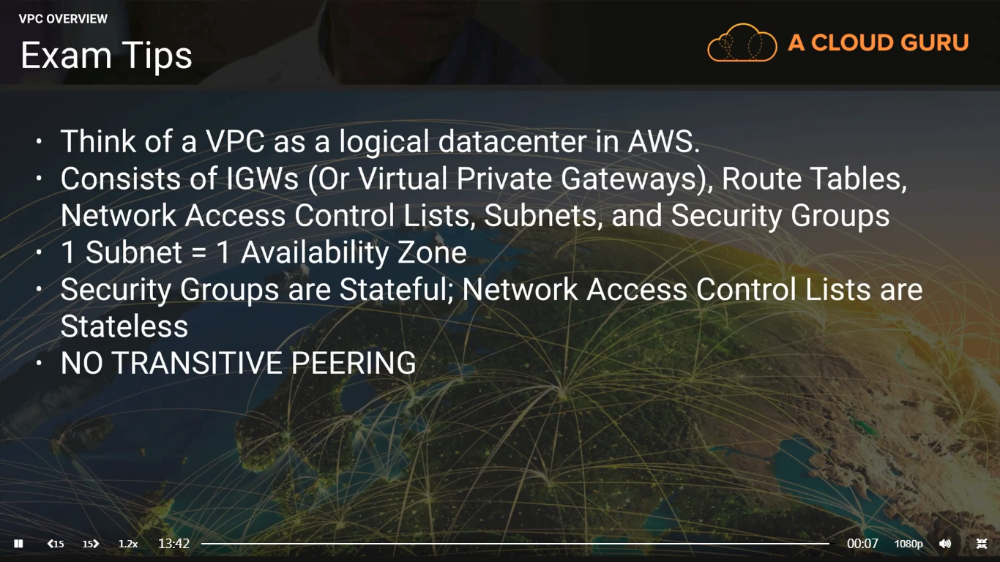 VPC OVERVIEW
Exam Tips
A CLOUD GURU
• Think of a VPC as a logical datacenter in AWS.
• Consists of IGWs (Or Virtual Private Gateways), Route Tables,
Network Access Control Lists, Subnets, and Security Groups
• 1 Subnet = 1 Availability Zone
• Security Groups are Stateful; Network Access Control Lists are
Stateless
• NO TRANSITIVE PEERING
15 15 1.2x 13:42 00:07 1080p